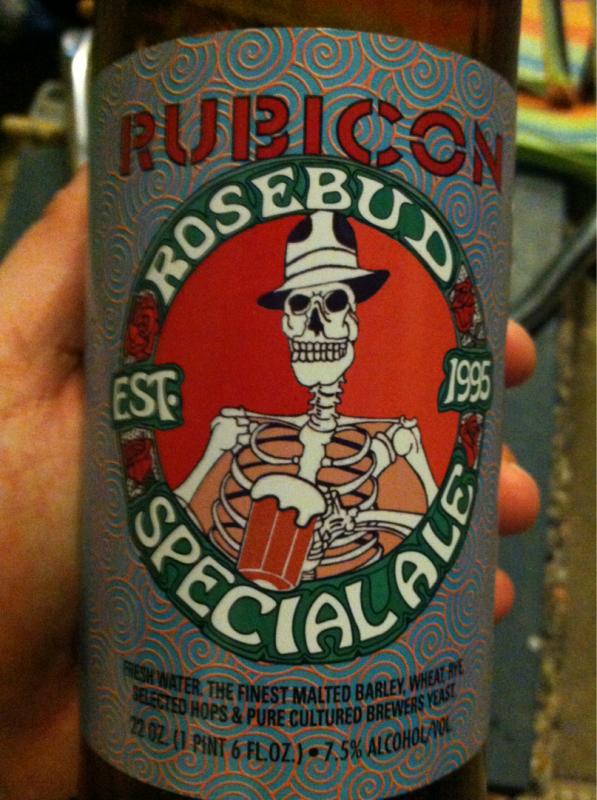 RUBICON
ROSEBUD
EST. 1995
SPECIAL ALE
FRESH WATER. THE FINEST MALTED BARLEY, WHEAT, RYE,
SELECTED HOPS & PURE CULTURED BREWERS YEAST.
22 OZ. (1 PINT 6 FL.OZ.) • 7.5% ALCOHOL/VOL